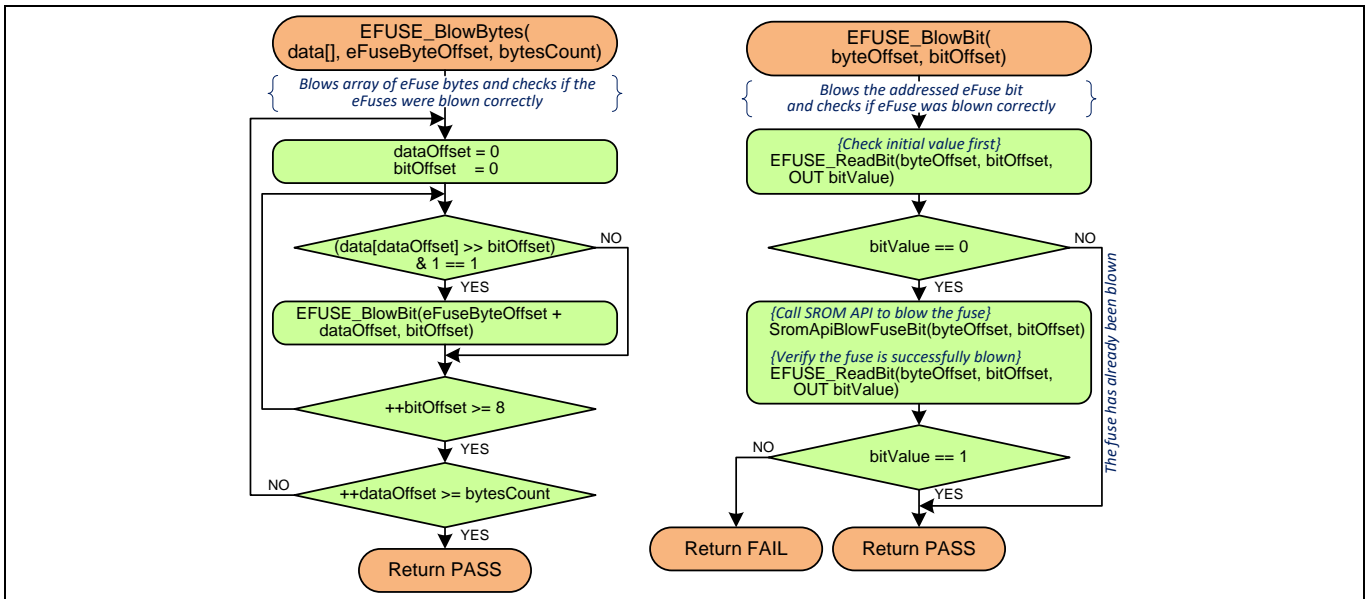 EFUSE_BlowBytes(
data[], eFuseByteOffset, bytesCount)
Blows array of eFuse bytes and checks if the
eFuses were blown correctly
dataOffset = 0
bitOffset = 0
(data[dataOffset] >> bitOffset)
& 1 == 1
NO
YES
EFUSE_BlowBit(eFuseByteOffset +
dataOffset, bitOffset)
++bitOffset >= 8
YES
NO
++dataOffset >= bytesCount
YES
Return PASS
EFUSE_BlowBit(
byteOffset, bitOffset)
Blows the addressed eFuse bit
and checks if eFuse was blown correctly
{Check initial value first}
EFUSE_ReadBit(byteOffset, bitOffset,
OUT bitValue)
bitValue == 0
NO
YES
The fuse has already been blown
{Call SROM API to blow the fuse}
SromApiBlowFuseBit(byteOffset, bitOffset)
{Verify the fuse is successfully blown}
EFUSE_ReadBit(byteOffset, bitOffset,
OUT bitValue)
NO
bitValue == 1
YES
Return FAIL
Return PASS